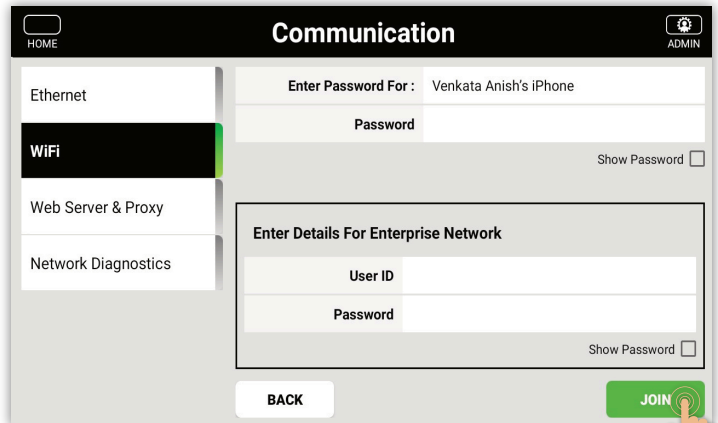 HOME
Communication
ADMIN
Ethernet
WiFi
Web Server & Proxy
Network Diagnostics
Enter Password For : Venkata Anish's iPhone
Password
Show Password
Enter Details For Enterprise Network
User ID
Password
Show Password
BACK
JOIN